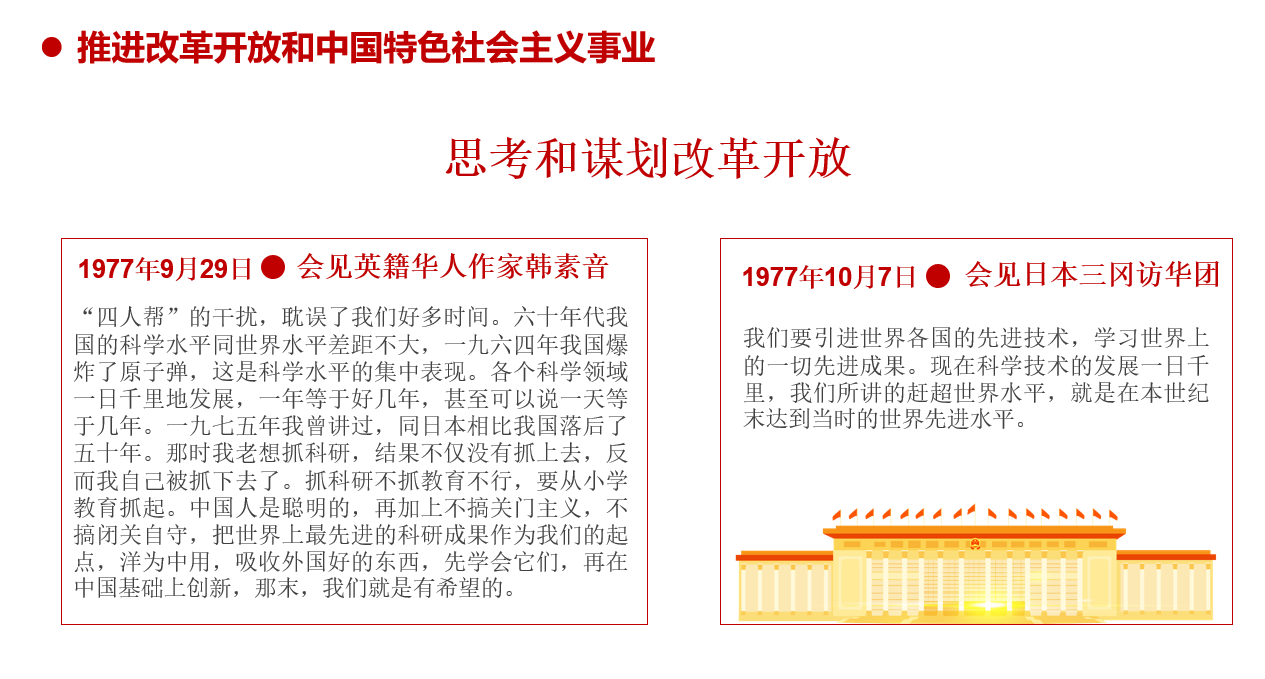 推进改革开放和中国特色社会主义事业
思考和谋划改革开放
1977年9月29日 ● 会见英籍华人作家韩素音
“四人帮”的干扰，耽误了我们好多时间。六十年代我
国的科学水平同世界水平差距不大，一九六四年我国爆
炸了原子弹，这是科学水平的集中表现。各个科学领域
一日千里地发展，一年等于好几年，甚至可以说一天等
于几年。一九七五年我曾讲过，同日本相比我国落后了
五十年。那时我老想抓科研，结果不仅没有抓上去，反
而我自己被抓下去了。抓科研不抓教育不行，要从小学
教育抓起。中国人是聪明的，再加上不搞关门主义，不
搞闭关自守，把世界上最先进的科研成果作为我们的起
点，洋为中用，吸收外国好的东西，先学会它们，再在
中国基础上创新，那末，我们就是有希望的。
1977年10月7日 ● 会见日本三冈访华团
我们要引进世界各国的先进技术，学习世界上
的一切先进成果。现在科学技术的发展一日千
里，我们所讲的赶超世界水平，就是在本世纪
末达到当时的世界先进水平。